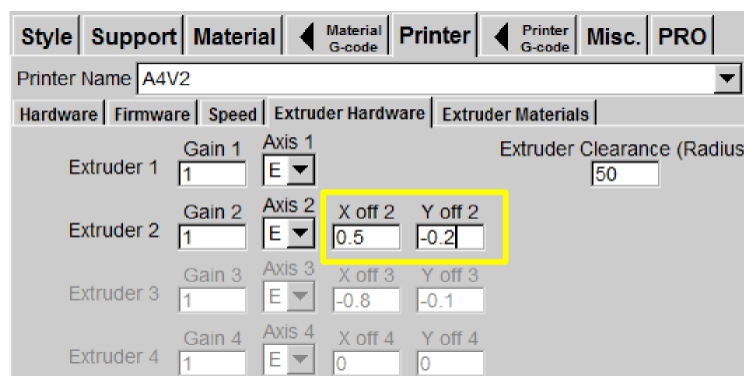 Style Support Material Material G-code Printer Printer G-code Misc. PRO
Printer Name A4V2
Hardware Firmware Speed Extruder Hardware Extruder Materials
Gain 1 Axis 1 Extruder Clearance (Radius
Extruder 1 1 E 50
Gain 2 Axis 2 X off 2 Y off 2
Extruder 2 1 E 0.5 -0.2
Gain 3 Axis 3 X off 3 Y off 3
Extruder 3 1 E -0.8 -0.1
Gain 4 Axis 4 X off 4 Y off 4
Extruder 4 1 E 0 0